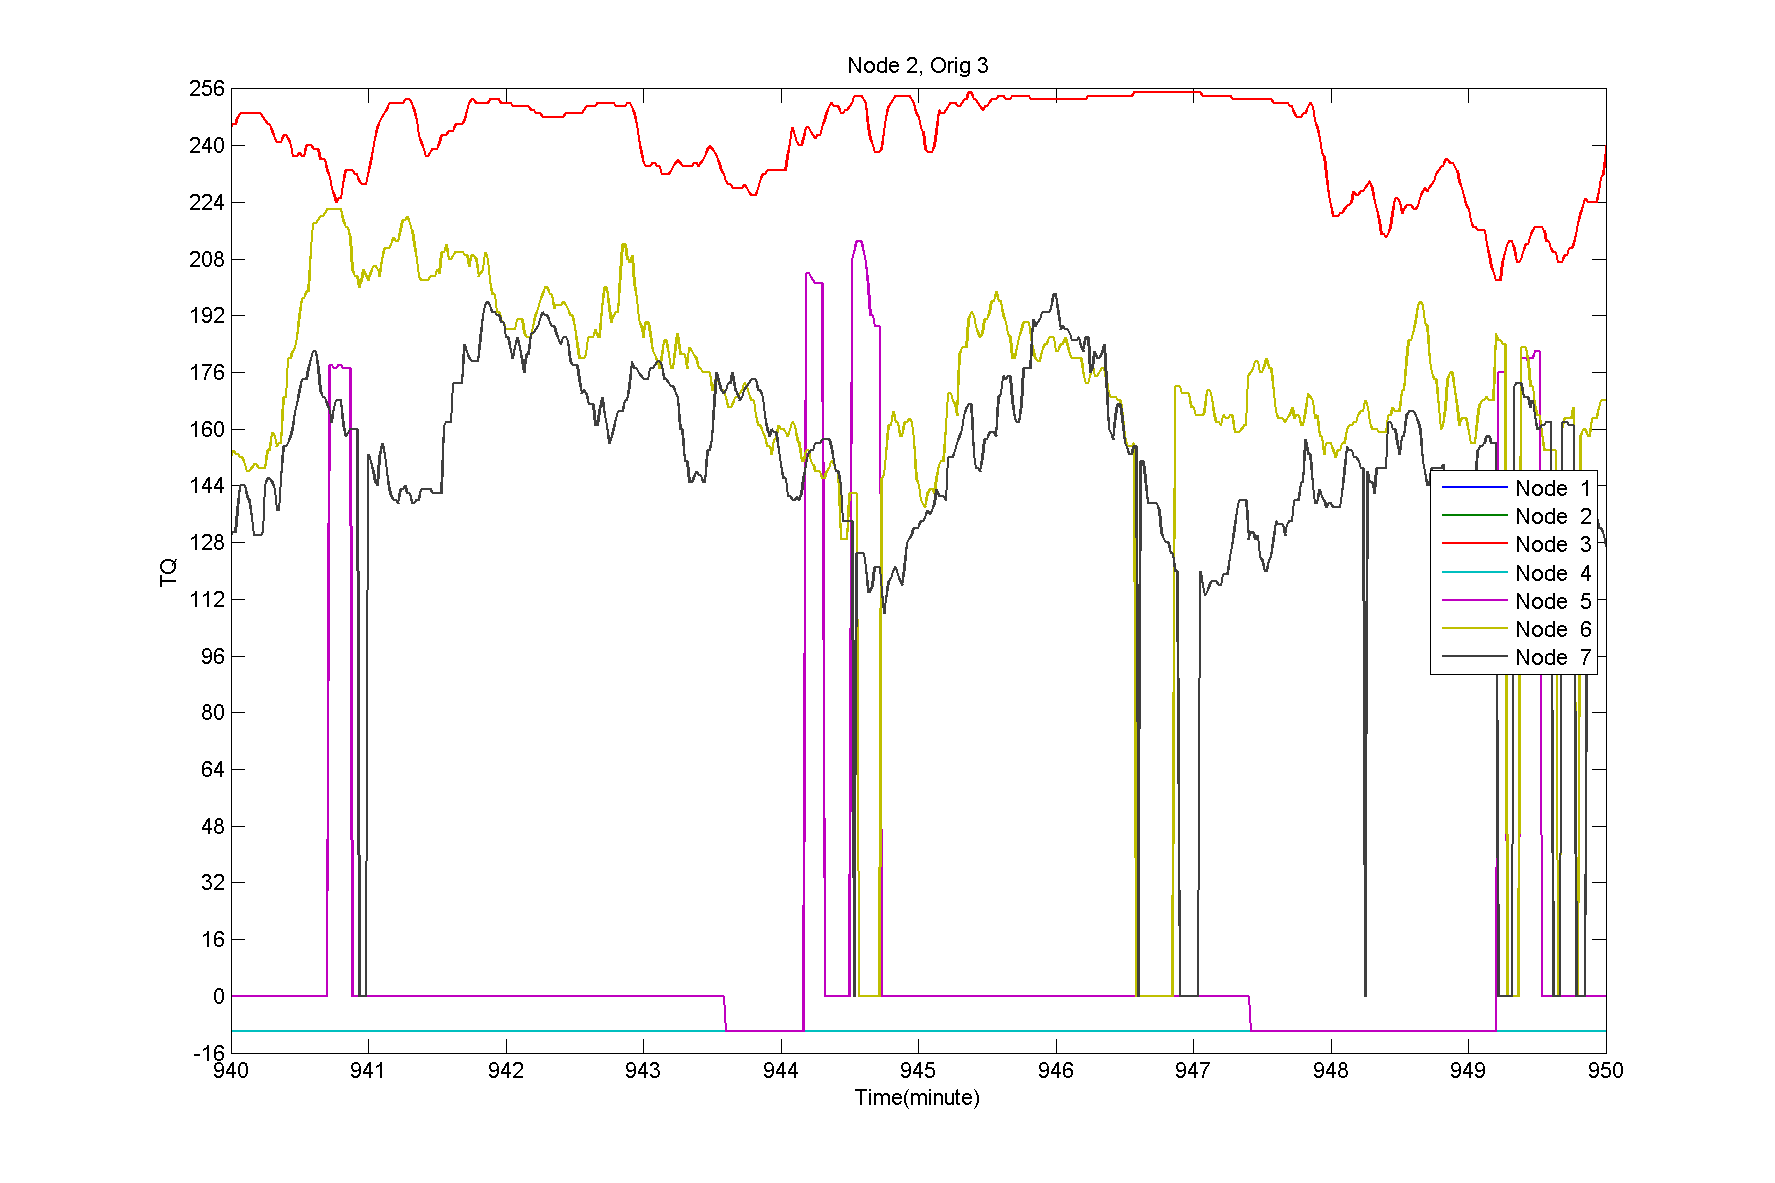 Node 2, Orig 3
256
240
224
208
192
176
160
144
128
112
96
80
64
48
32
16
0
-16
TQ
940 941 942 943 944 945 946 947 948 949 950
Time(minute)
Node 1
Node 2
Node 3
Node 4
Node 5
Node 6
Node 7